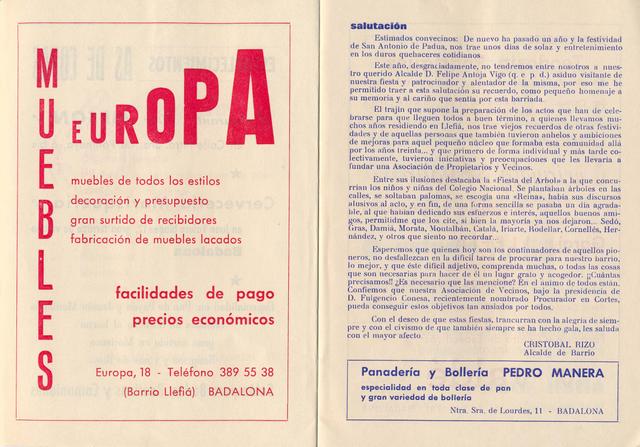 MUEBLES
EUROPA
muebles de todos los estilos
decoración y presupuesto
gran surtido de recibidores
fabricación de muebles lacados
facilidades de pago
precios económicos
Europa, 18 - Teléfono 389 55 38
(Barrio Llefiá) BADALONA
salutación
Estimados convecinos: De nuevo ha pasado un año y la festividad
de San Antonio de Padua, nos trae unos días de solaz y entretenimiento
en los duros quehaceres cotidianos.
Este año, desgraciadamente, no tendremos entre nosotros a nues-
tro querido Alcalde D. Felipe Antoja Vigo (q. e. p. d.) asiduo visitante de
nuestra fiesta y patrocinador y alentador de la misma, por eso me he
permitido traer a esta salutación su recuerdo, como pequeño homenaje a
su memoria y al cariño que sentía por esta barriada.
El trajín que supone la preparación de los actos que han de cele-
brarse para que lleguen todos a buen término, a quienes llevamos mu-
chos años residiendo en Llefiá, nos trae viejos recuerdos de otras festivi-
dades y de aquellas personas que también tuvieron anhelos y ambiciones
de mejoras para aquel pequeño núcleo que formaba esta comunidad allá
por los años treinta... y que primero de forma individual y más tarde co-
lectivamente, tuvieron iniciativas y preocupaciones que les llevaría a
fundar una Asociación de Propietarios y Vecinos.
Entre sus ilusiones destacaba la «Fiesta del Arbol» a la que concu-
rrían los niños y niñas del Colegio Nacional. Se plantaban árboles en las
calles, se soltaban palomas, se escogía una «Reina», había sus discursos
alusivos al acto, y en fin, de una forma sencilla se pasaba un día agrada-
ble, al que habían dedicado sus esfuerzos e interés, aquellos buenos ami-
gos, permitidme que los cite, si bien la mayoría ya nos dejaron... Sedó,
Gras, Damiá, Morata, Montalbán, Catalá, Iriarte, Rodellar, Cornellés, Her-
nández, y otros que siento no recordar...
Esperemos que quienes hoy son los continuadores de aquellos pio-
neros, no desfallezcan en la difícil tarea de procurar para nuestro barrio,
lo mejor, y que éste difícil adjetivo, comprenda muchas, o todas las cosas
que son necesarias para hacer de él un lugar grato y acogedor. ¿Cuántas
precisamos? ¿Es necesario que las mencione? En el animo de todos están.
Confiemos que nuestra Asociación de Vecinos, bajo la presidencia de
D. Fulgencio Conesa, recientemente nombrado Procurador en Cortes,
pueda conseguir estos objetivos tan ansiados por todos.
Con el deseo de que estas fiestas, transcurran con la alegria de siem-
pre y con el civismo de que también siempre se ha hecho gala, les saluda
con el mayor afecto.
CRISTOBAL RIZO
Alcalde de Barrio
Panadería y Bollería PEDRO MANERA
especialidad en toda clase de pan
y gran variedad de bollería
Ntra. Sra. de Lourdes, 11 - BADALONA